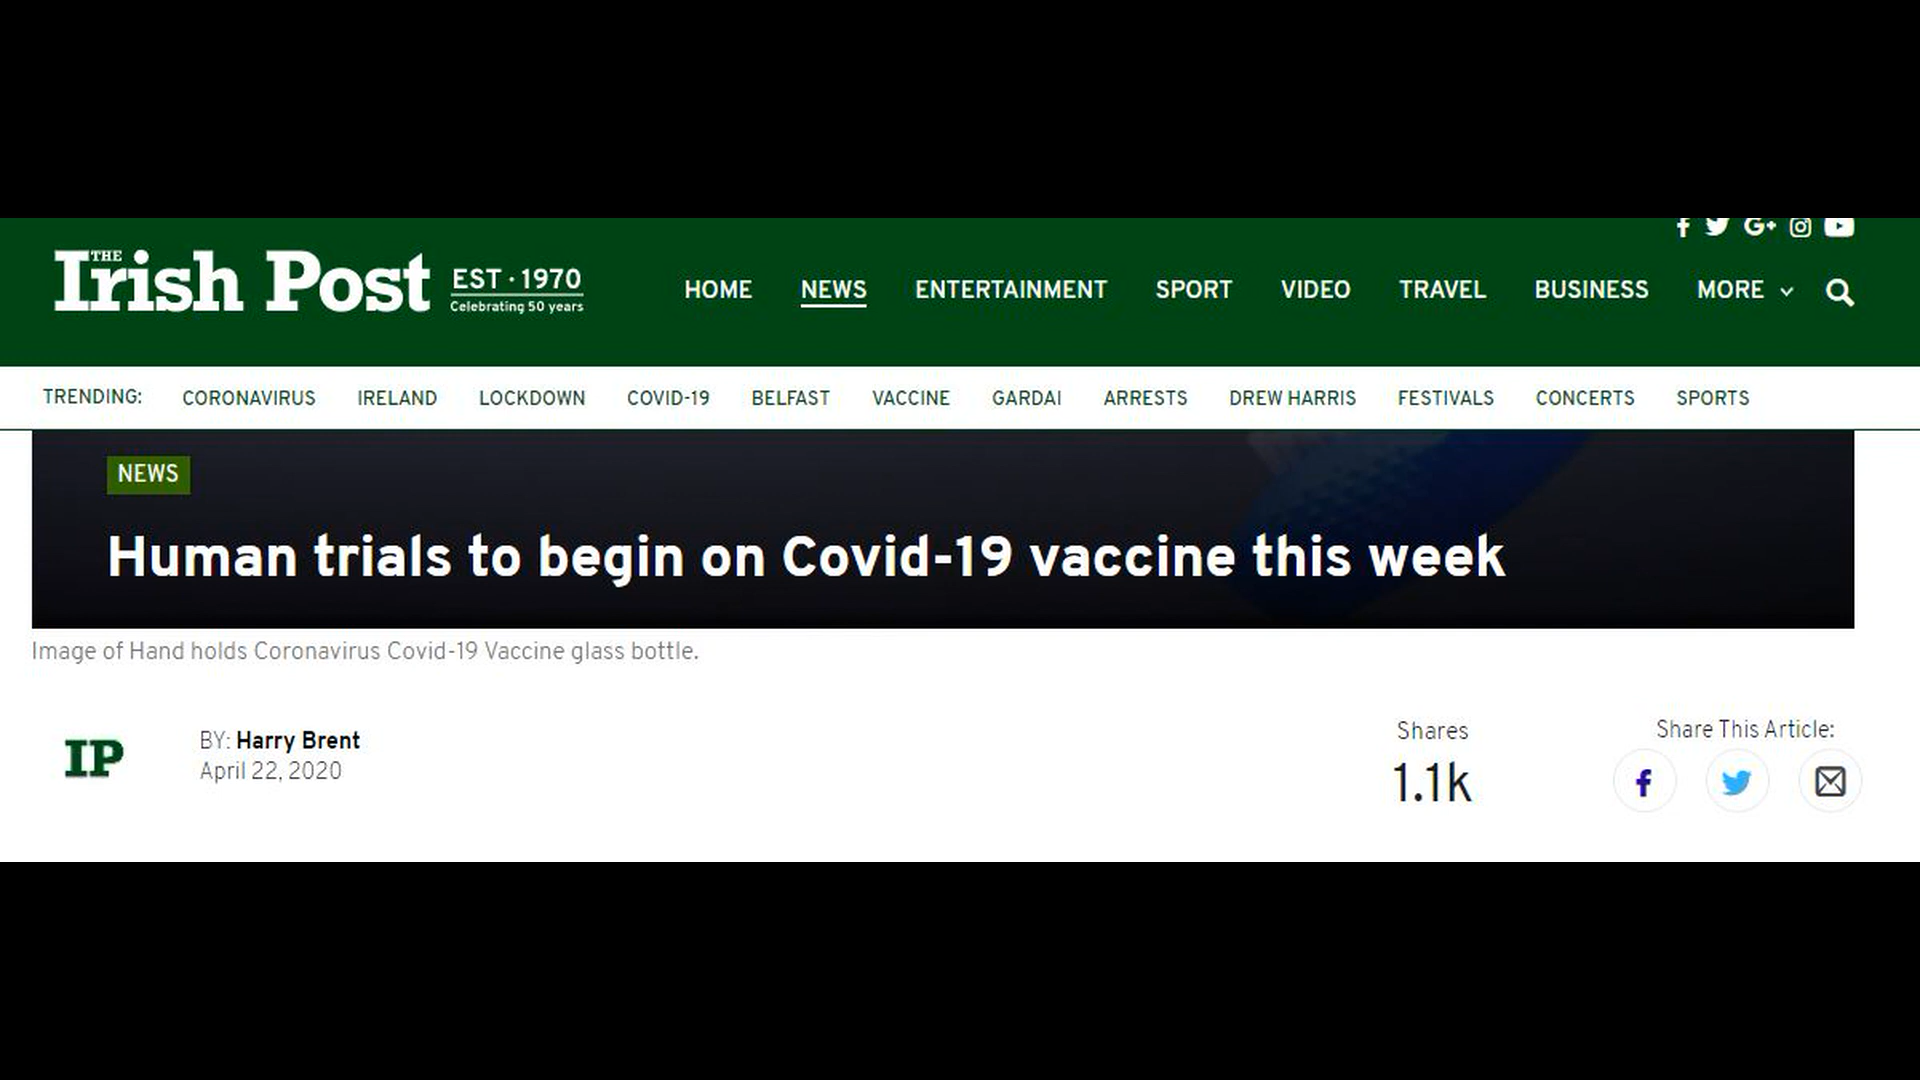 THE
Irish Post
EST · 1970
Celebrating 50 years
HOME NEWS ENTERTAINMENT SPORT VIDEO TRAVEL BUSINESS MORE
TRENDING: CORONAVIRUS IRELAND LOCKDOWN COVID-19 BELFAST VACCINE GARDAI ARRESTS DREW HARRIS FESTIVALS CONCERTS SPORTS
NEWS
Human trials to begin on Covid-19 vaccine this week
Image of Hand holds Coronavirus Covid-19 Vaccine glass bottle.
IP
BY: Harry Brent
April 22, 2020
Shares
1.1k
Share This Article: